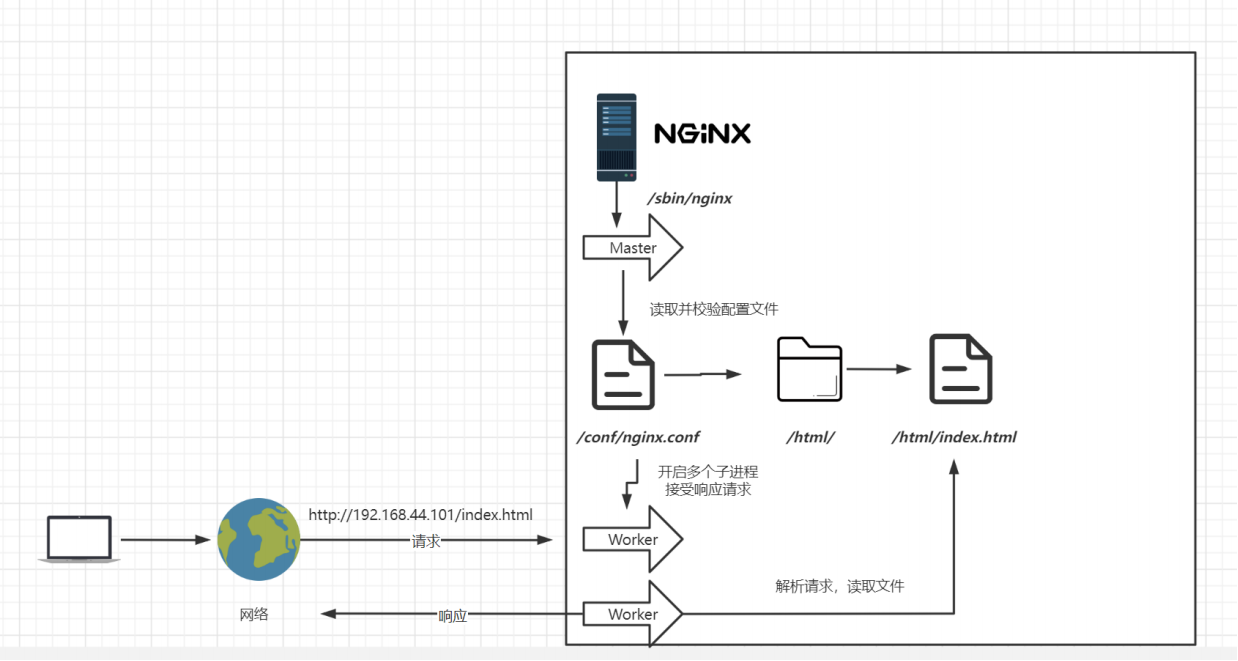 NGiNX
/sbin/nginx
Master
读取并校验配置文件
/conf/nginx.conf
/html/
/html/index.html
开启多个子进程
接受响应请求
http://192.168.44.101/index.html
请求
Worker
解析请求，读取文件
网络
响应
Worker